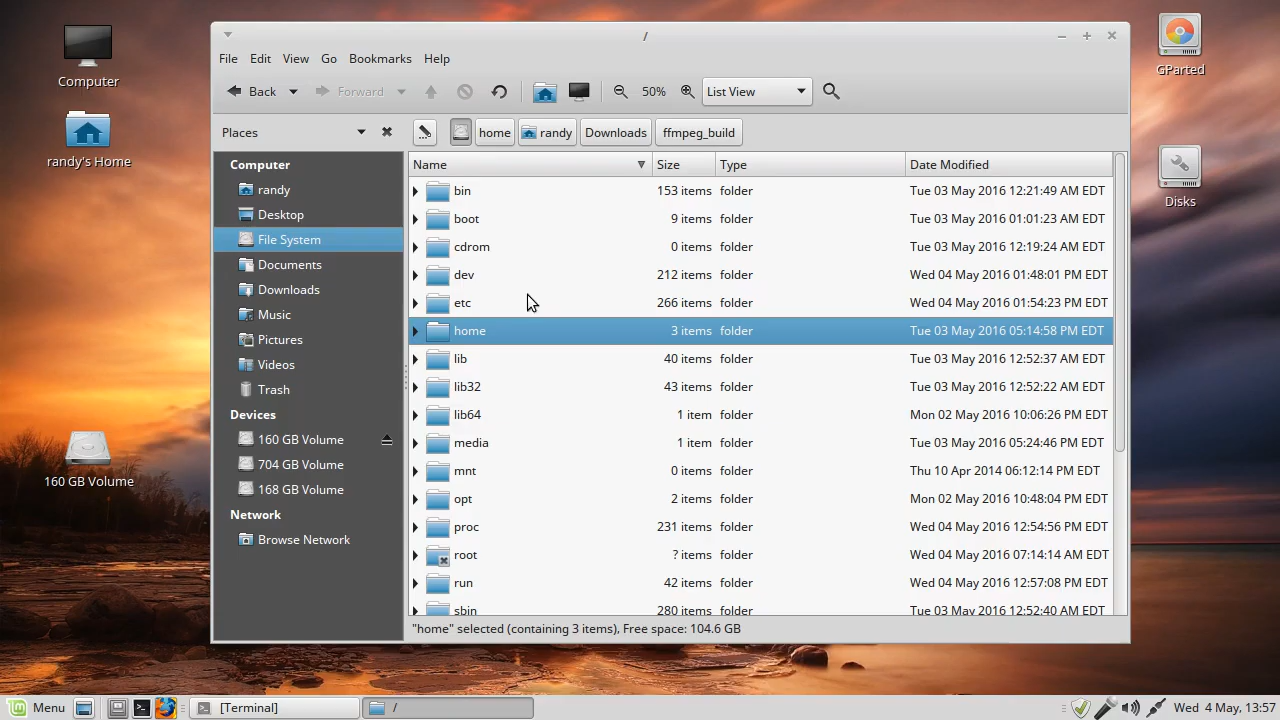 Computer
randy's Home
160 GB Volume
GParted
Disks
/
File Edit View Go Bookmarks Help
Back Forward 50% List View
Places
home randy Downloads ffmpeg_build
Computer
randy
Desktop
File System
Documents
Downloads
Music
Pictures
Videos
Trash
Devices
160 GB Volume
704 GB Volume
168 GB Volume
Network
Browse Network
Name Size Type Date Modified
bin 153 items folder Tue 03 May 2016 12:21:49 AM EDT
boot 9 items folder Tue 03 May 2016 01:01:23 AM EDT
cdrom 0 items folder Tue 03 May 2016 12:19:24 AM EDT
dev 212 items folder Wed 04 May 2016 01:48:01 PM EDT
etc 266 items folder Wed 04 May 2016 01:54:23 PM EDT
home 3 items folder Tue 03 May 2016 05:14:58 PM EDT
lib 40 items folder Tue 03 May 2016 12:52:37 AM EDT
lib32 43 items folder Tue 03 May 2016 12:52:22 AM EDT
lib64 1 item folder Mon 02 May 2016 10:06:26 PM EDT
media 1 item folder Tue 03 May 2016 05:24:46 PM EDT
mnt 0 items folder Thu 10 Apr 2014 06:12:14 PM EDT
opt 2 items folder Mon 02 May 2016 10:48:04 PM EDT
proc 231 items folder Wed 04 May 2016 12:54:56 PM EDT
root ? items folder Wed 04 May 2016 07:14:14 AM EDT
run 42 items folder Wed 04 May 2016 12:57:08 PM EDT
sbin 280 items folder Tue 03 May 2016 12:52:40 AM EDT
"home" selected (containing 3 items), Free space: 104.6 GB
Menu [Terminal] / Wed 4 May, 13:57